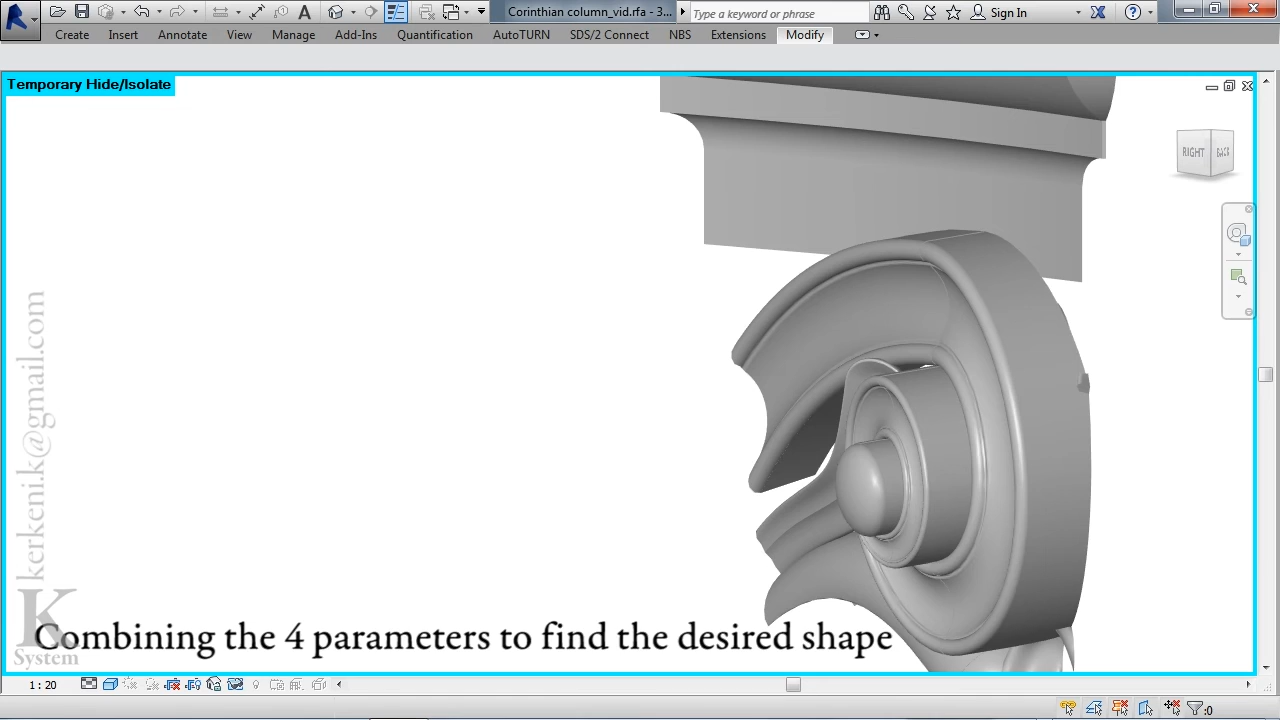 Corinthian column_vid.rfa - 3...
Type a keyword or phrase
Sign In
Create
Insert
Annotate
View
Manage
Add-Ins
Quantification
AutoTURN
SDS/2 Connect
NBS
Extensions
Modify
Temporary Hide/Isolate
RIGHT
BACK
kerkeni.k@gmail.com
K
System
Combining the 4 parameters to find the desired shape
1 : 20
:0